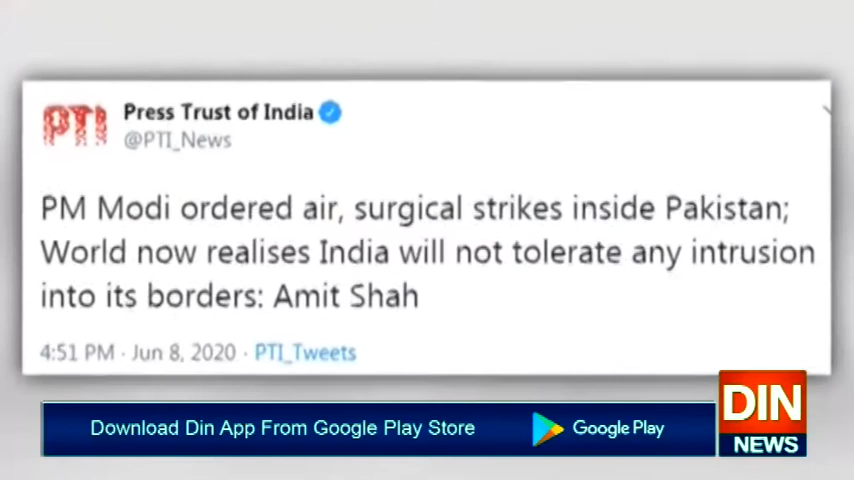 PTI
Press Trust of India
@PTI_News
PM Modi ordered air, surgical strikes inside Pakistan;
World now realises India will not tolerate any intrusion
into its borders: Amit Shah
4:51 PM · Jun 8, 2020 · PTI_Tweets
Download Din App From Google Play Store
Google Play
DIN
NEWS